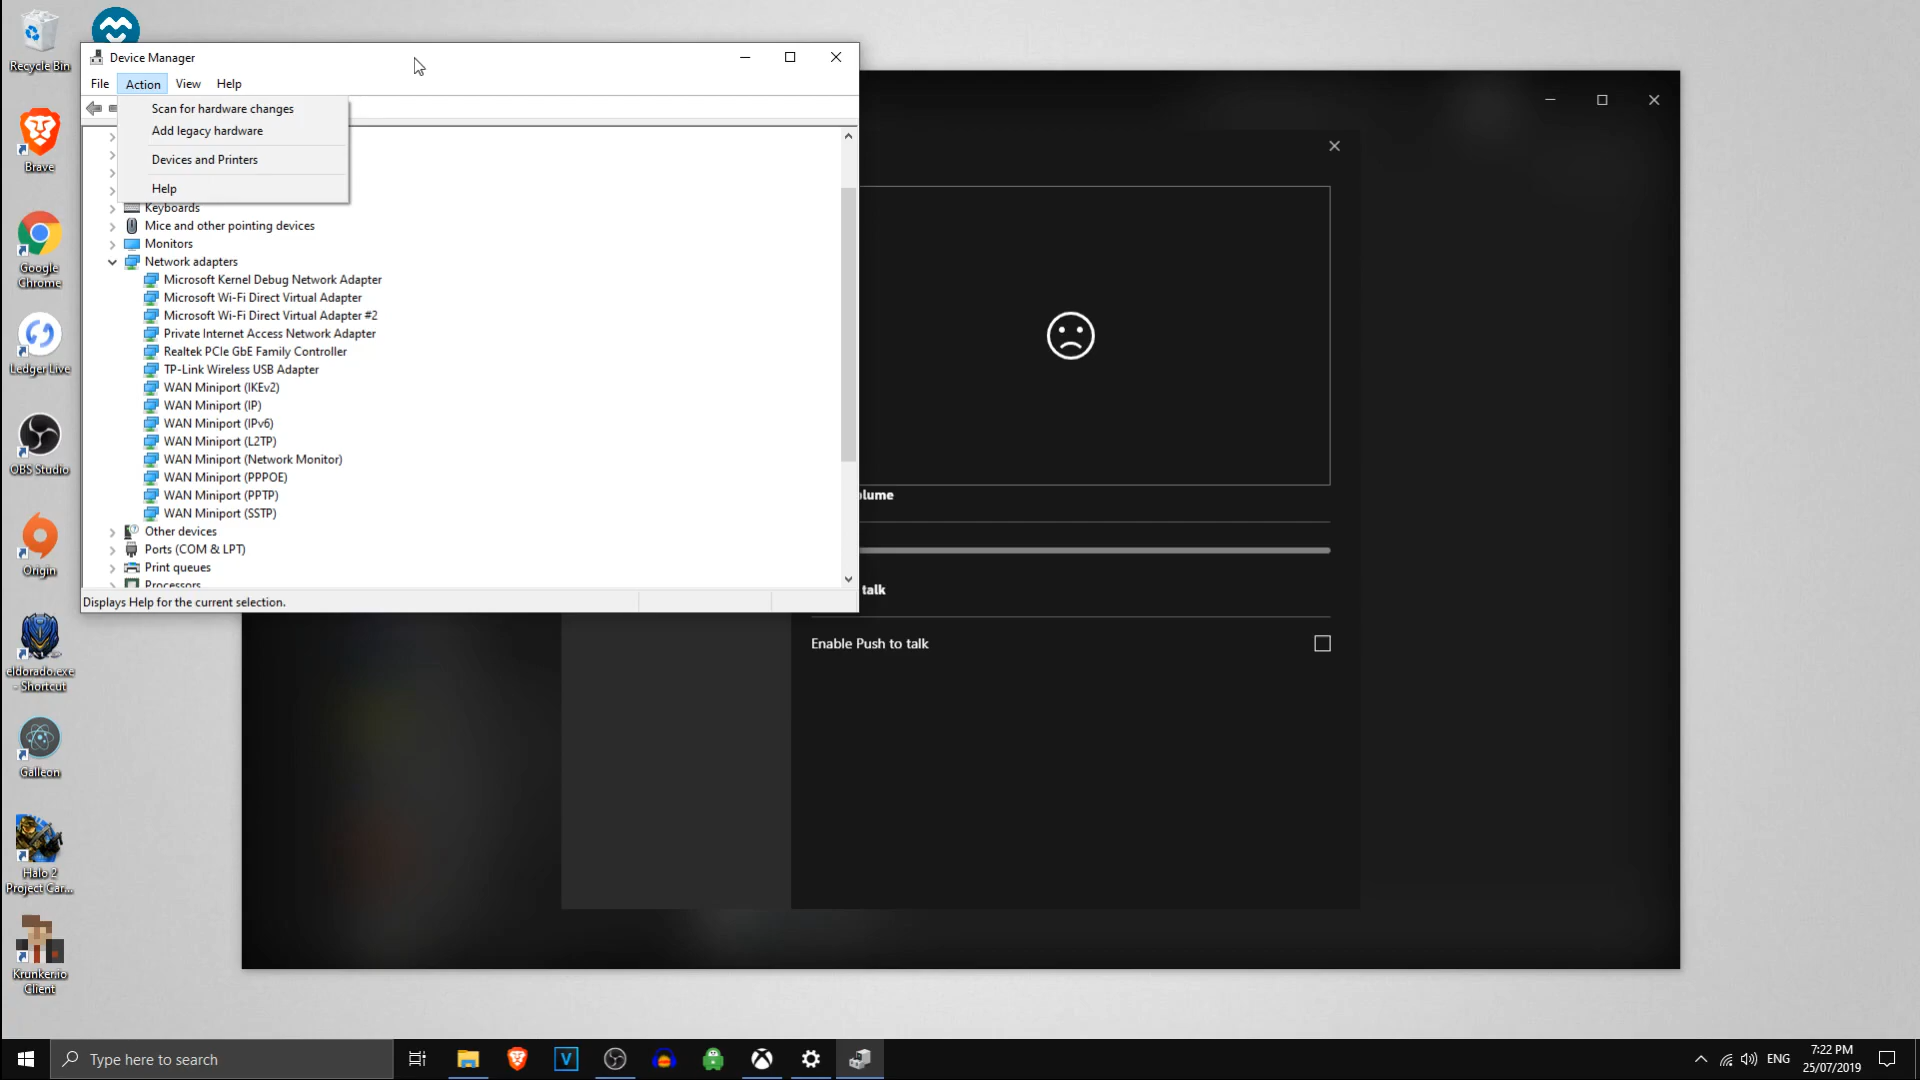 Recycle Bin
Brave
Google
Chrome
Ledger Live
OBS Studio
Origin
eldorado.exe
- Shortcut
Galleon
Halo 2
Project Car...
Krunker.io
Client
Device Manager
File Action View Help
Scan for hardware changes
Add legacy hardware
Devices and Printers
Help
Keyboards
Mice and other pointing devices
Monitors
Network adapters
Microsoft Kernel Debug Network Adapter
Microsoft Wi-Fi Direct Virtual Adapter
Microsoft Wi-Fi Direct Virtual Adapter #2
Private Internet Access Network Adapter
Realtek PCIe GbE Family Controller
TP-Link Wireless USB Adapter
WAN Miniport (IKEv2)
WAN Miniport (IP)
WAN Miniport (IPv6)
WAN Miniport (L2TP)
WAN Miniport (Network Monitor)
WAN Miniport (PPPOE)
WAN Miniport (PPTP)
WAN Miniport (SSTP)
Other devices
Ports (COM & LPT)
Print queues
Processors
Displays Help for the current selection.
lume
talk
Enable Push to talk
Type here to search
V
ENG
7:22 PM
25/07/2019